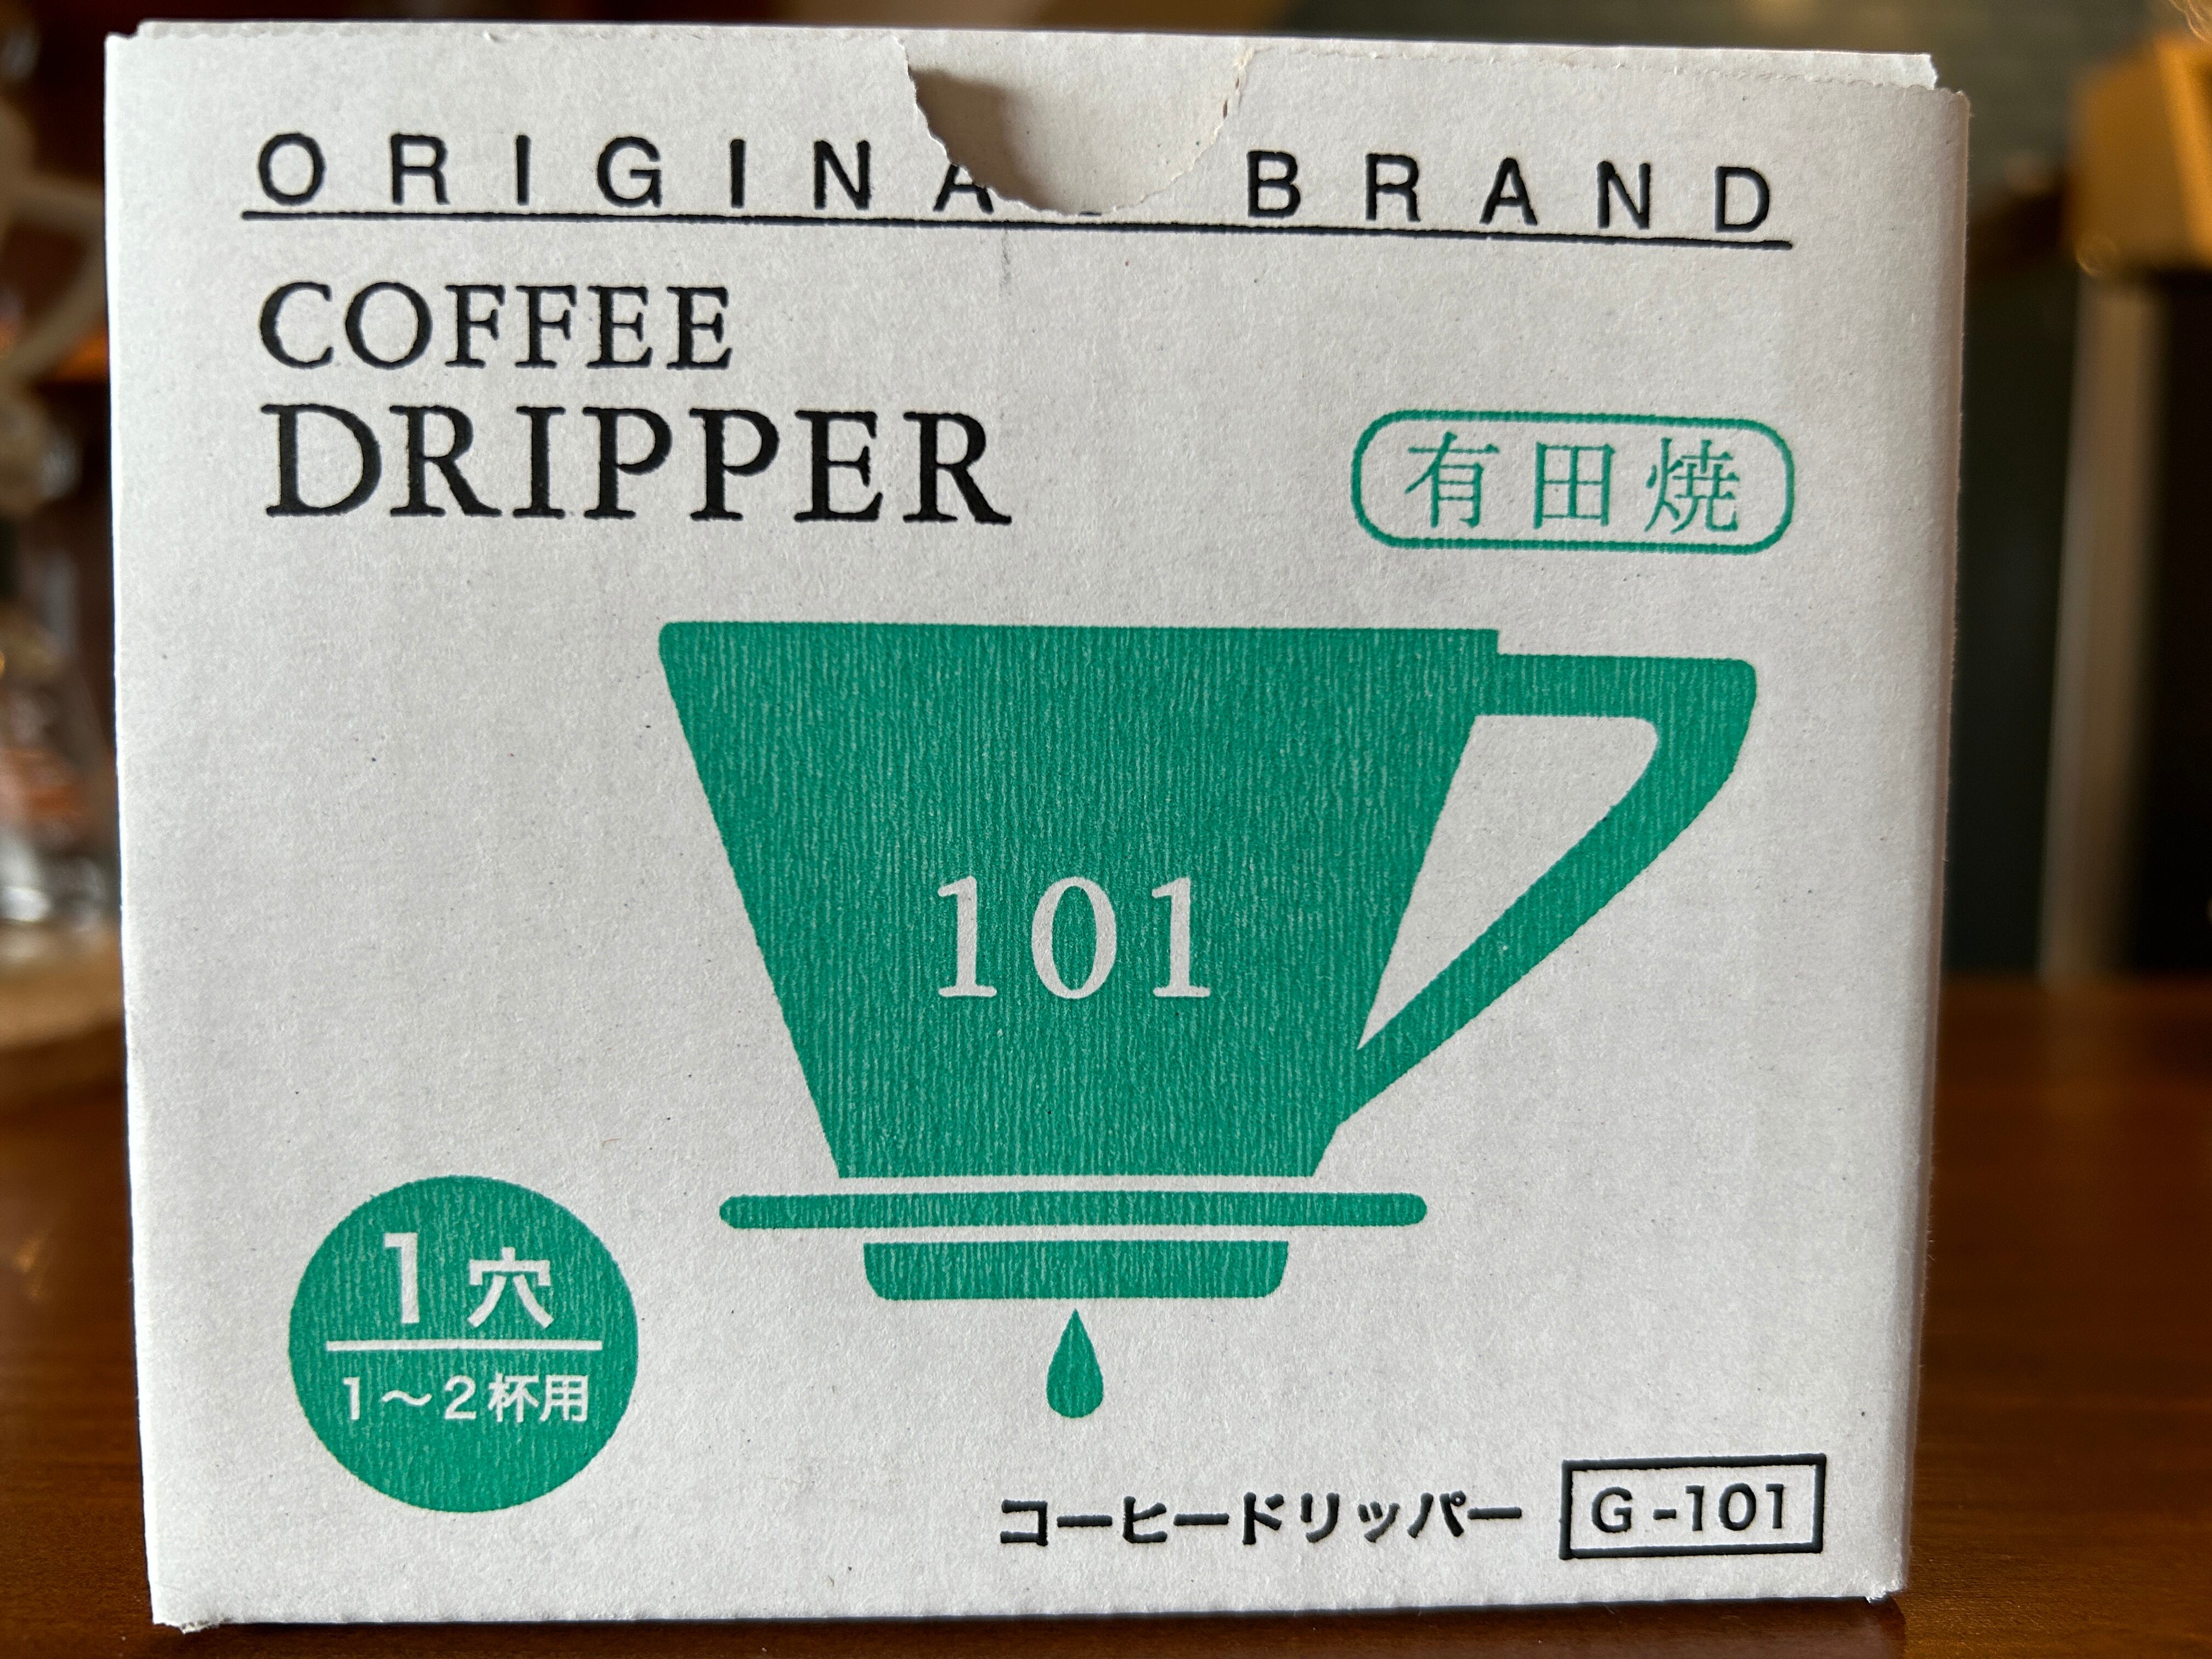 ORIGINAL BRAND
COFFEE
DRIPPER
有田焼
101
1穴
1～2杯用
コーヒードリッパー G-101